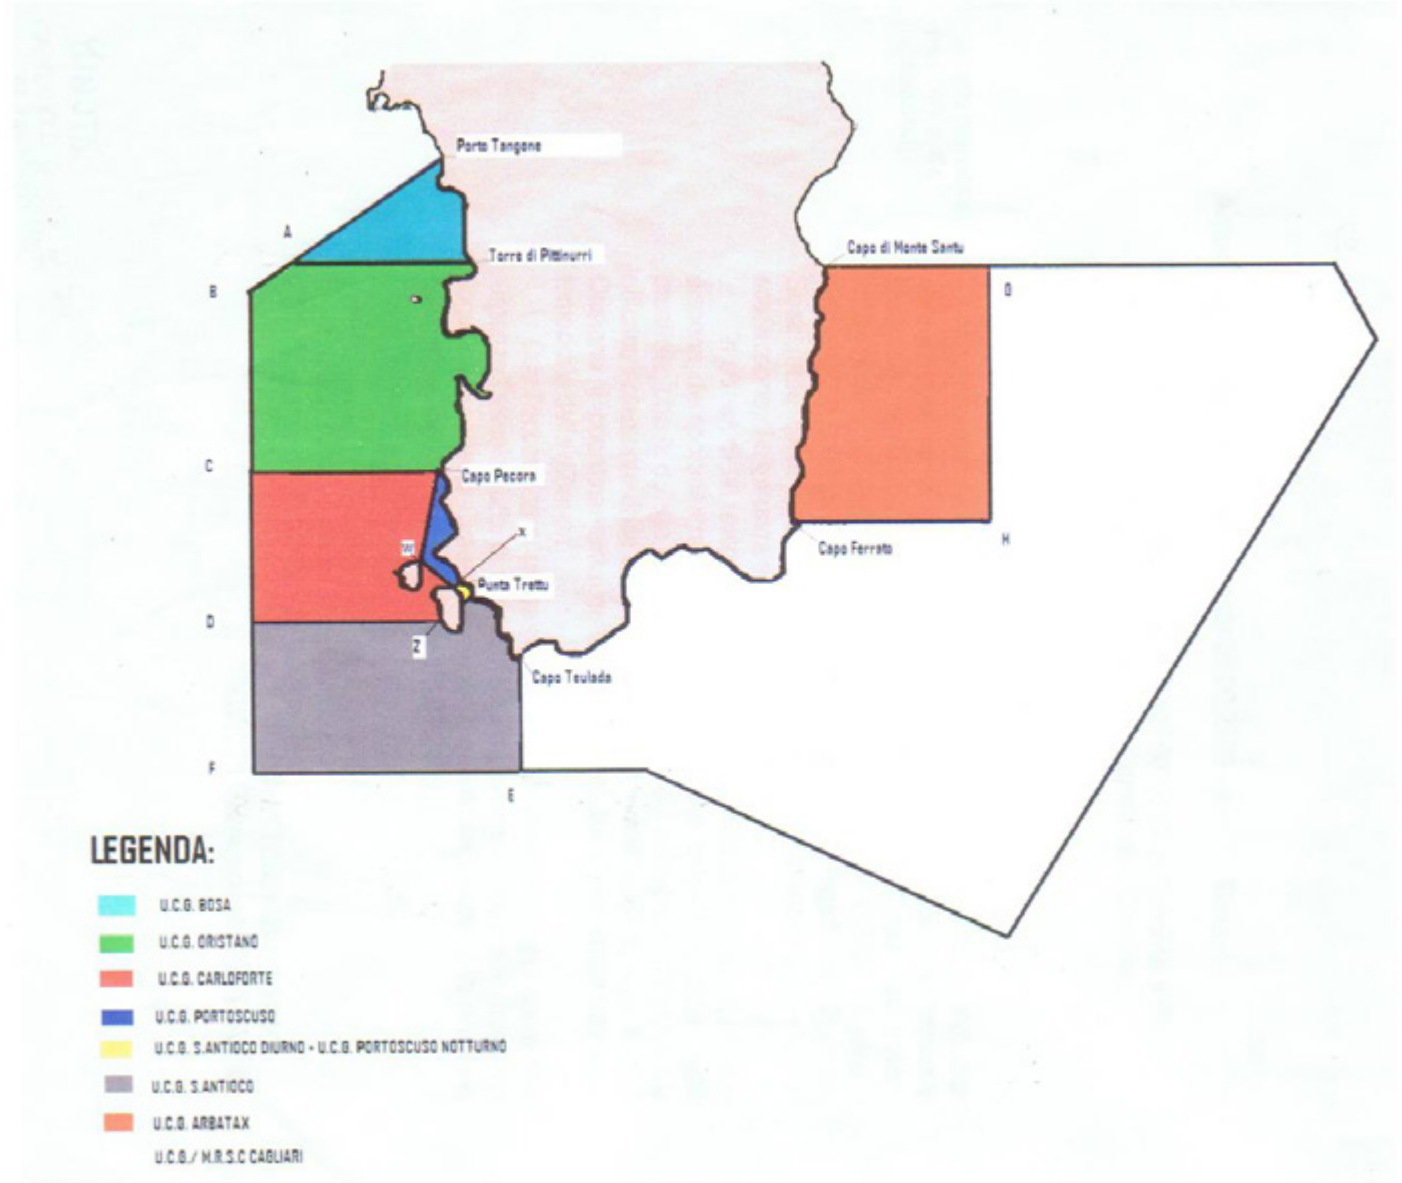 Porto Tangone
A
Torre di Pittinurri
Capo di Monte Santu
B
O
C
Capo Pecora
W
X
Capo Ferrato
H
Punta Trettu
D
Z
Capo Teulada
F
E
LEGENDA:
U.C.G. BOSA
U.C.G. ORISTANO
U.C.G. CARLOFORTE
U.C.G. PORTOSCUSO
U.C.G. S.ANTIOCO DIURNO - U.C.G. PORTOSCUSO NOTTURNO
U.C.G. S.ANTIOCO
U.C.G. ARBATAX
U.C.G./ M.R.S.C CAGLIARI